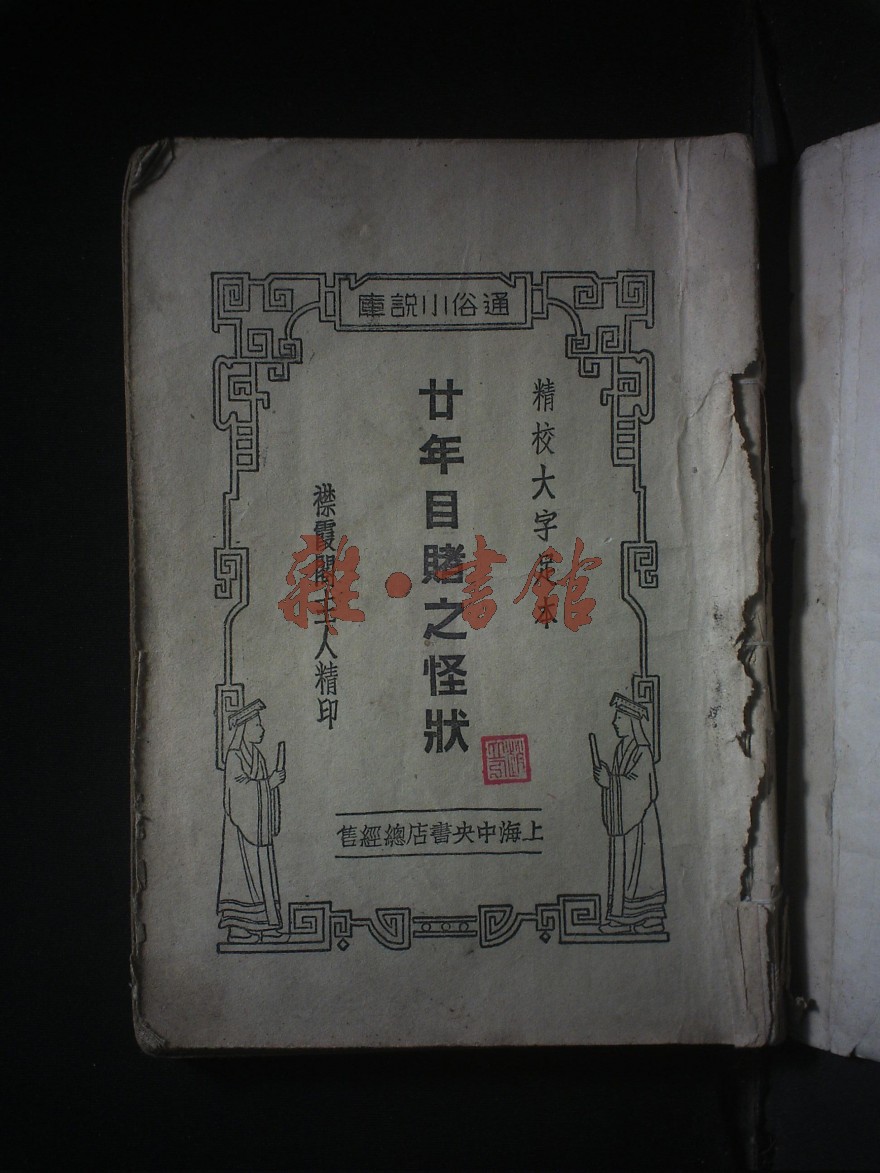 通俗小說庫
精校大字足本
廿年目賭之怪狀
襟霞閣主人精印
上海中央書店總經售
雜·書館